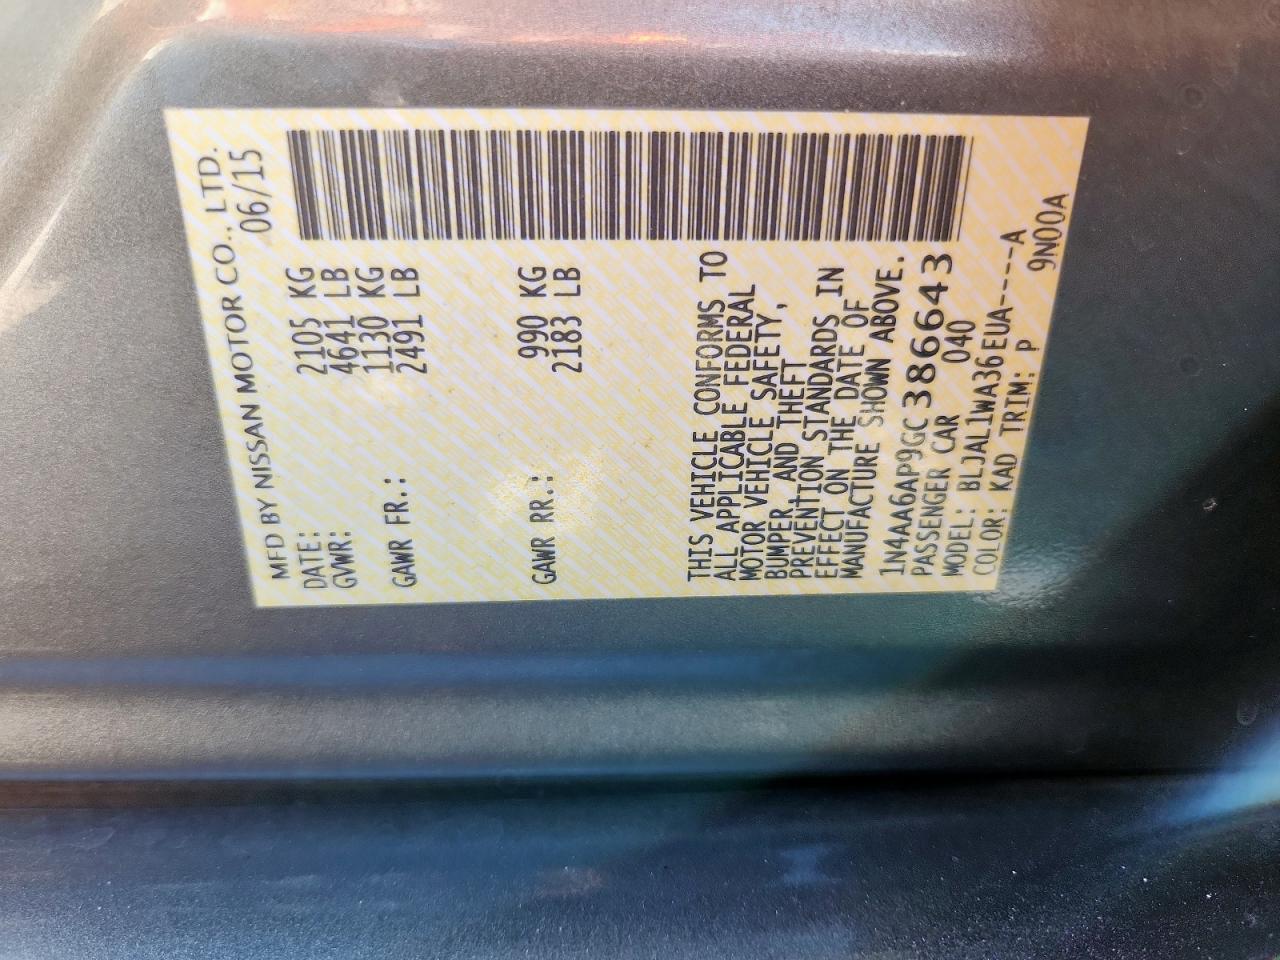 MFD BY NISSAN MOTOR CO., LTD.
DATE: 06/15
GVWR: 2105 KG
4641 LB
GAWR FR.: 1130 KG
2491 LB
GAWR RR.: 990 KG
2183 LB
THIS VEHICLE CONFORMS TO
ALL APPLICABLE FEDERAL
MOTOR VEHICLE SAFETY,
BUMPER, AND THEFT
PREVENTION STANDARDS IN
EFFECT ON THE DATE OF
MANUFACTURE SHOWN ABOVE.
1N4AA6AP9GC386643
PASSENGER CAR 040
MODEL: BLJAL1WA36EUA-----A
COLOR: KAD TRIM: P 9N00A